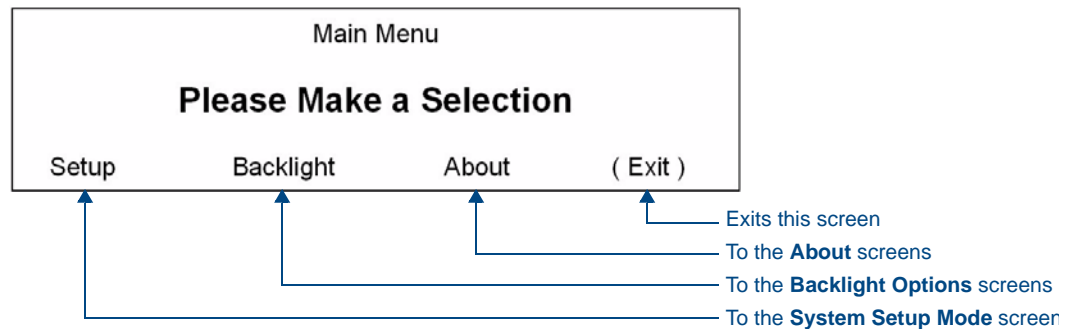 Main Menu
Please Make a Selection
Setup Backlight About ( Exit )
Exits this screen
To the About screens
To the Backlight Options screens
To the System Setup Mode screen